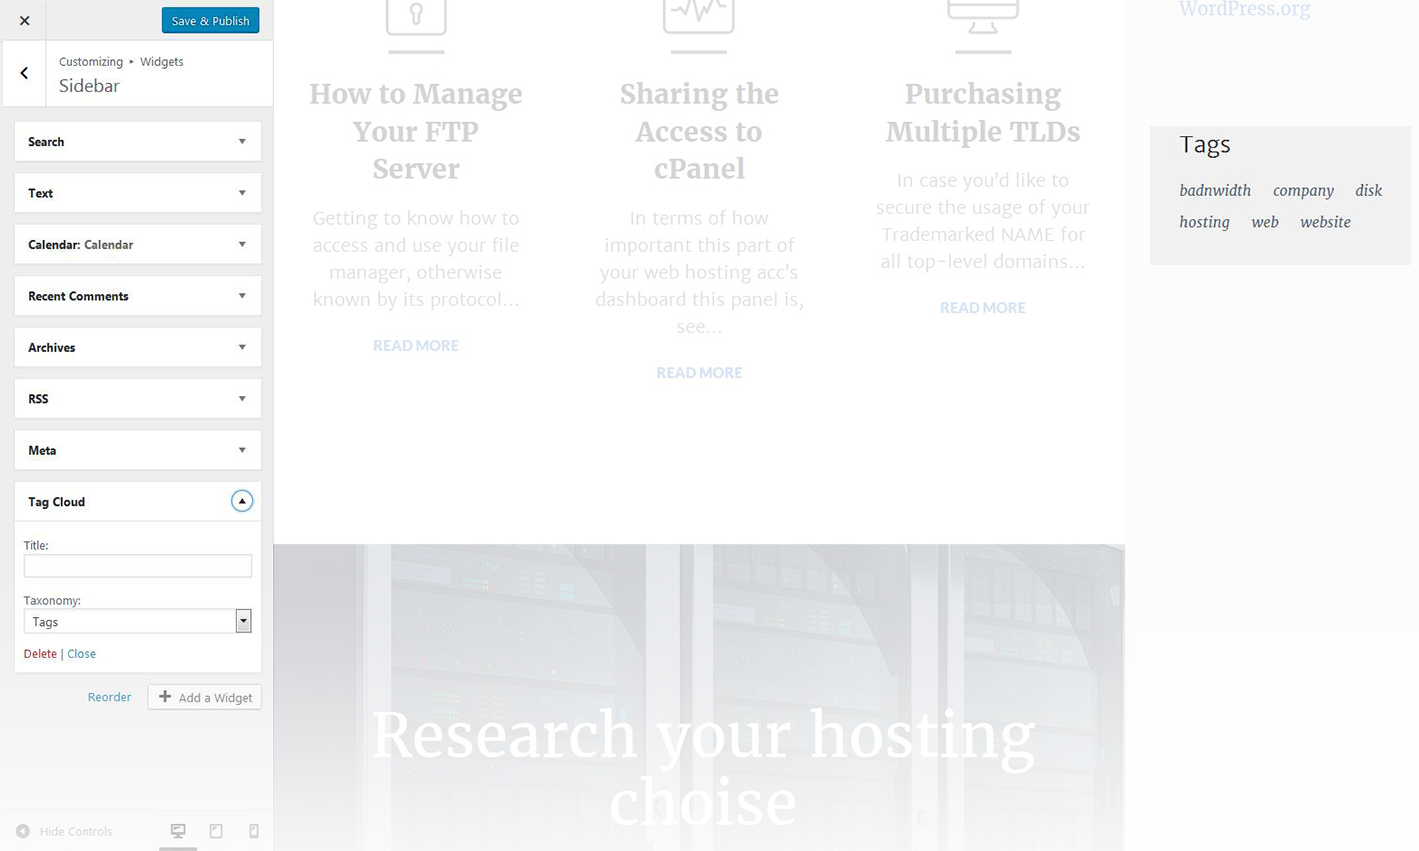 Save & Publish
Customizing ▸ Widgets
Sidebar
Search
Text
Calendar: Calendar
Recent Comments
Archives
RSS
Meta
Tag Cloud
Title:
Taxonomy:
Tags
Delete | Close
Reorder
Add a Widget
Hide Controls
How to Manage
Your FTP
Server
Getting to know how to
access and use your file
manager, otherwise
known by its protocol…
READ MORE
Sharing the
Access to
cPanel
In terms of how
important this part of
your web hosting acc’s
dashboard this panel is,
see…
READ MORE
Purchasing
Multiple TLDs
In case you’d like to
secure the usage of your
Trademarked NAME for
all top-level domains…
READ MORE
Research your hosting
choise
WordPress.org
Tags
badnwidth company disk
hosting web website